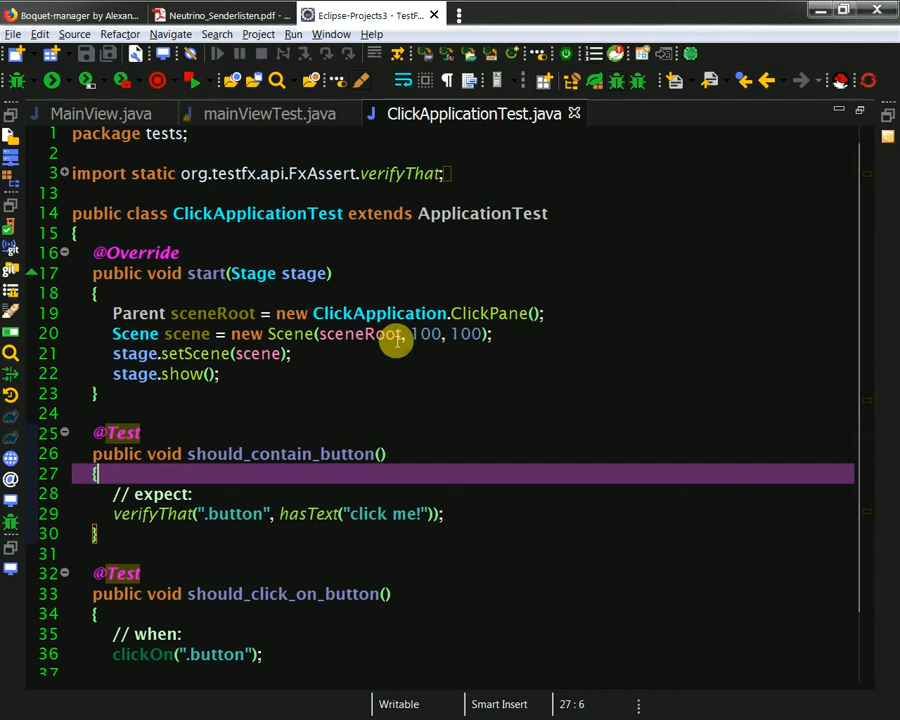 Boquet-manager by Alexan...
Neutrino_Senderlisten.pdf - ...
Eclipse-Projects3 - TestF...
File Edit Source Refactor Navigate Search Project Run Window Help
MainView.java
mainViewTest.java
ClickApplicationTest.java
1 package tests;
2
3 import static org.testfx.api.FxAssert.verifyThat;
13
14 public class ClickApplicationTest extends ApplicationTest
15 {
16 @Override
17 public void start(Stage stage)
18 {
19 Parent sceneRoot = new ClickApplication.ClickPane();
20 Scene scene = new Scene(sceneRoot, 100, 100);
21 stage.setScene(scene);
22 stage.show();
23 }
24
25 @Test
26 public void should_contain_button()
27 {
28 // expect:
29 verifyThat(".button", hasText("click me!"));
30 }
31
32 @Test
33 public void should_click_on_button()
34 {
35 // when:
36 clickOn(".button");
37
Writable
Smart Insert
27 : 6